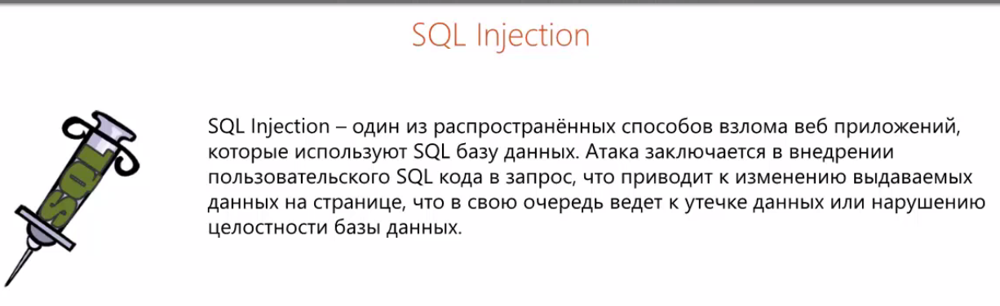 SQL Injection
SQL Injection – один из распространённых способов взлома веб приложений,
которые используют SQL базу данных. Атака заключается в внедрении
пользовательского SQL кода в запрос, что приводит к изменению выдаваемых
данных на странице, что в свою очередь ведет к утечке данных или нарушению
целостности базы данных.
SQL